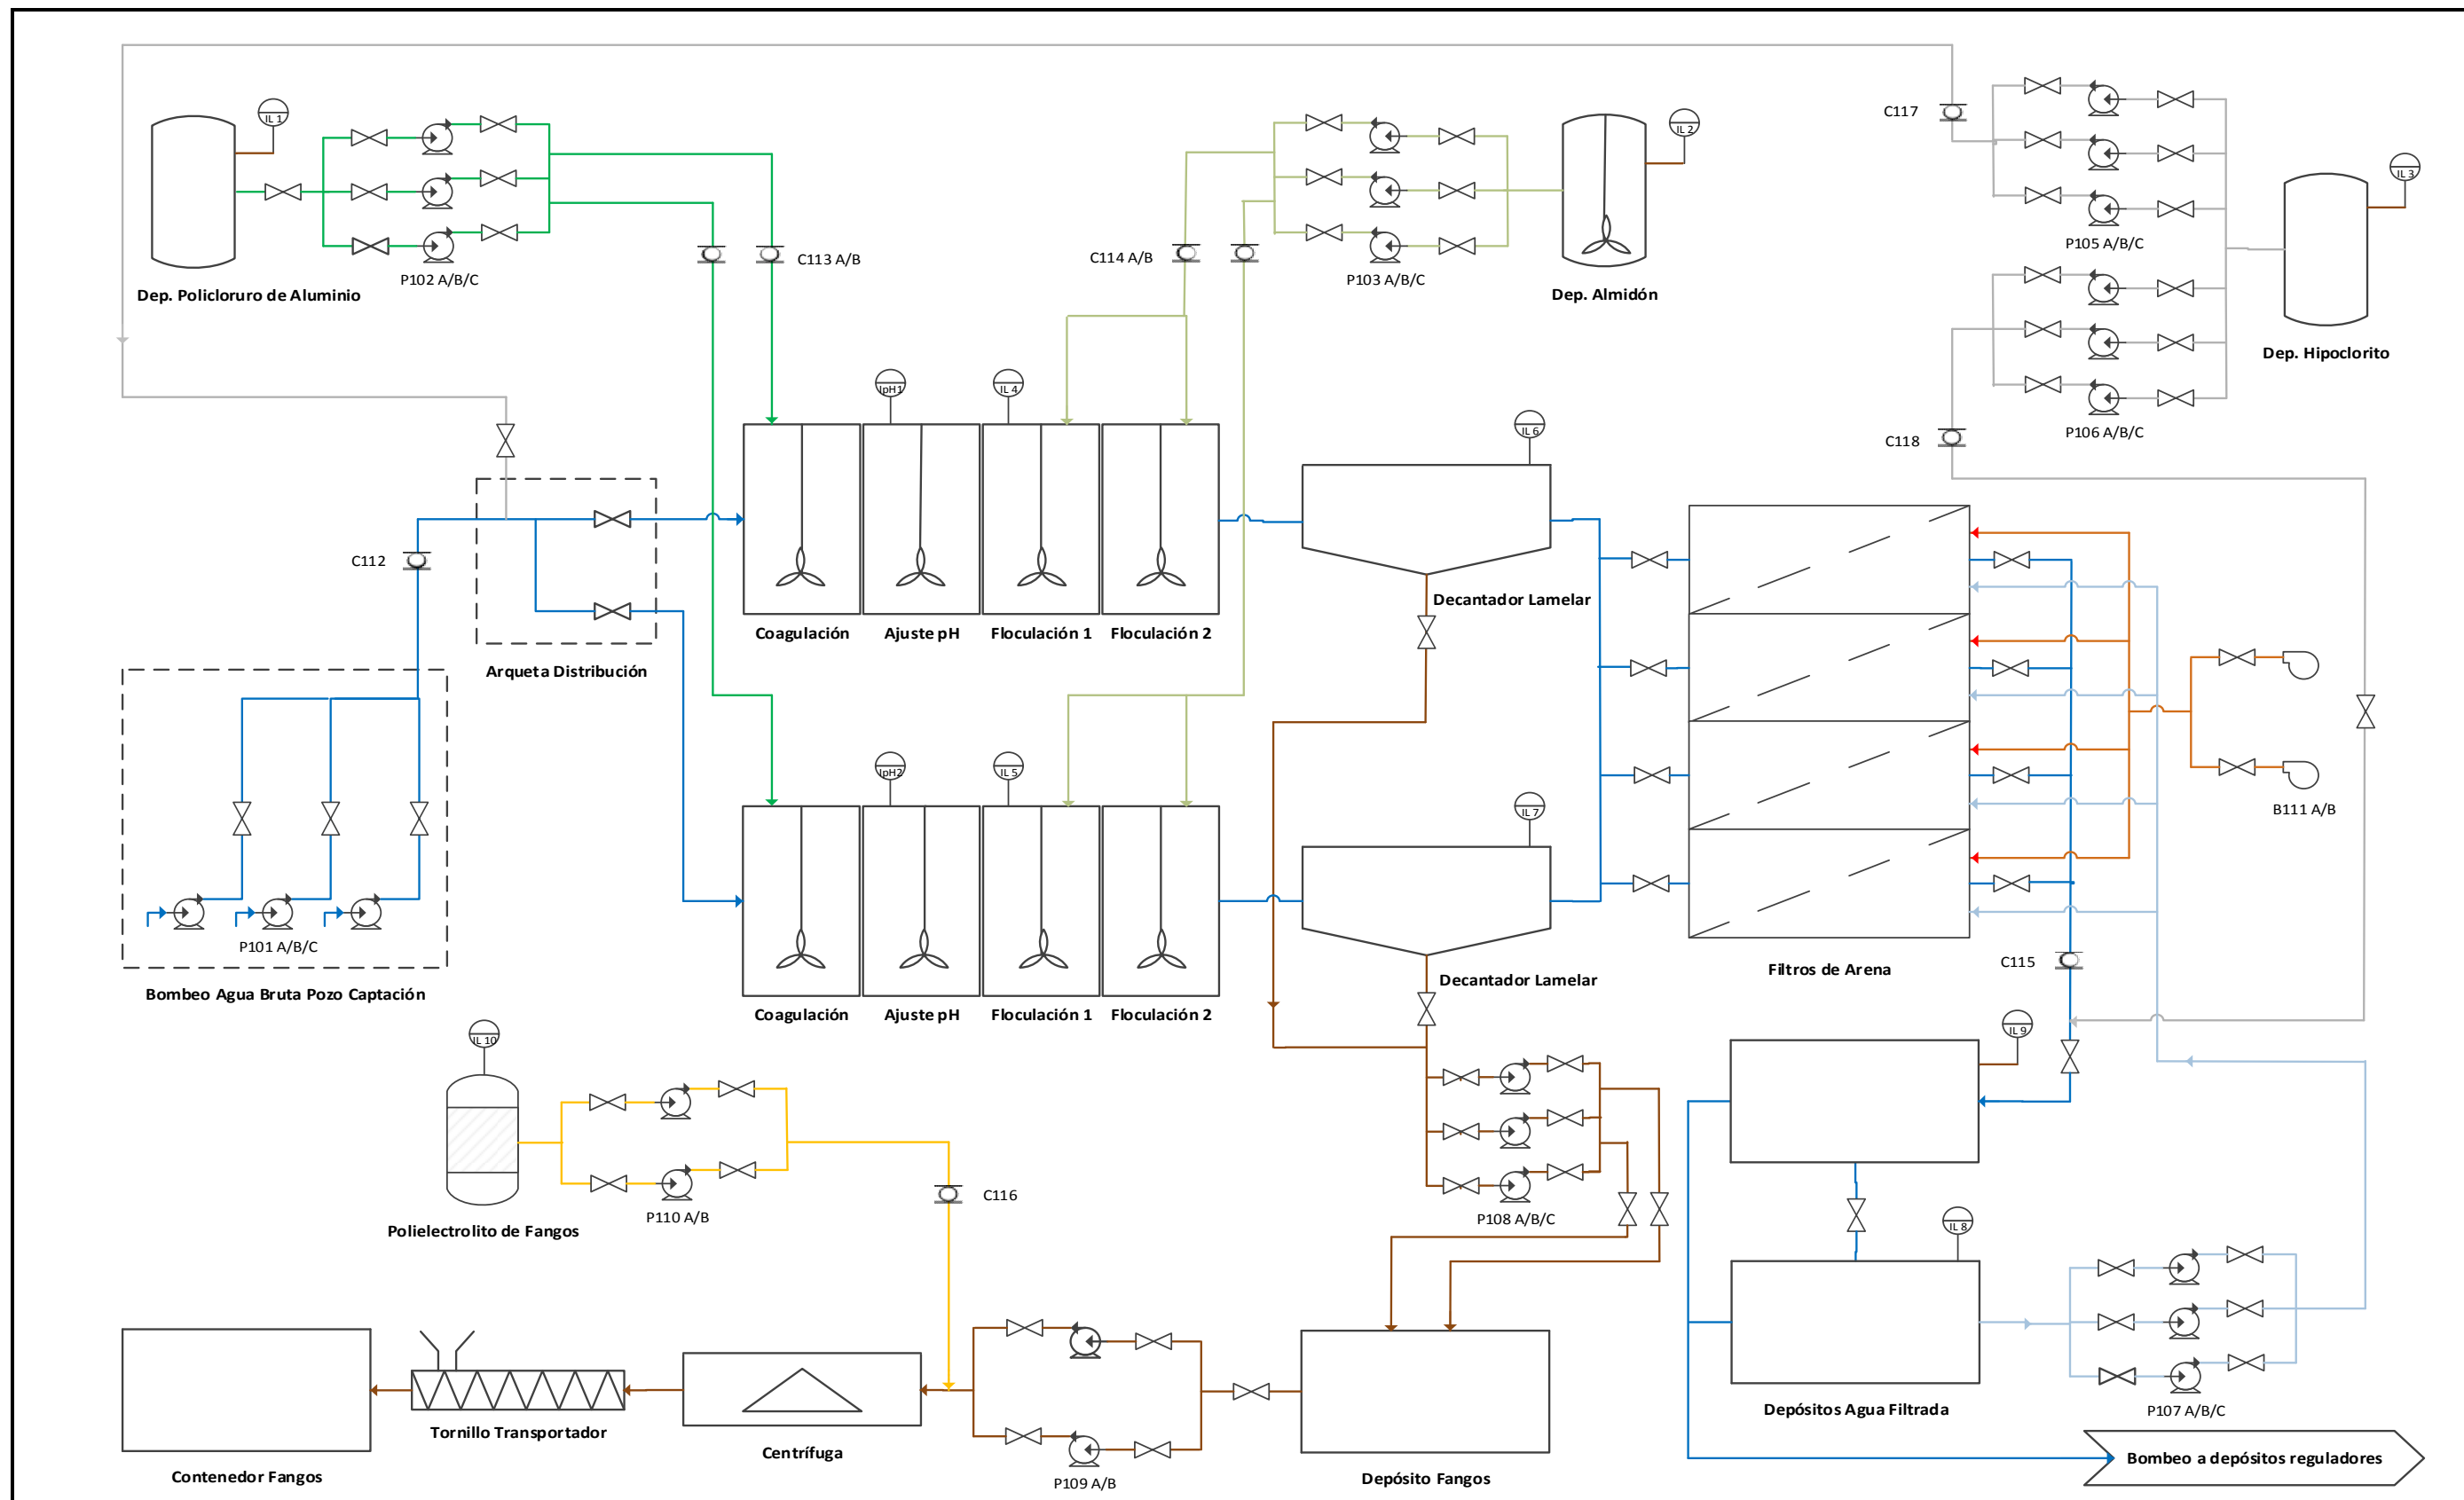 IL 1
IL 2
C117
IL 3
C113 A/B
C114 A/B
P102 A/B/C
P103 A/B/C
P105 A/B/C
Dep. Policloruro de Aluminio
Dep. Almidón
Dep. Hipoclorito
IpH1
IL 4
IL 6
C118
P106 A/B/C
C112
Decantador Lamelar
Coagulación
Ajuste pH
Floculación 1
Floculación 2
Arqueta Distribución
IpH2
IL 5
IL 7
B111 A/B
P101 A/B/C
Bombeo Agua Bruta Pozo Captación
Decantador Lamelar
Filtros de Arena
C115
Coagulación
Ajuste pH
Floculación 1
Floculación 2
IL 10
IL 9
C116
P110 A/B
P108 A/B/C
Polielectrolito de Fangos
IL 8
Depósitos Agua Filtrada
P107 A/B/C
Tornillo Transportador
Centrífuga
Contenedor Fangos
P109 A/B
Depósito Fangos
Bombeo a depósitos reguladores